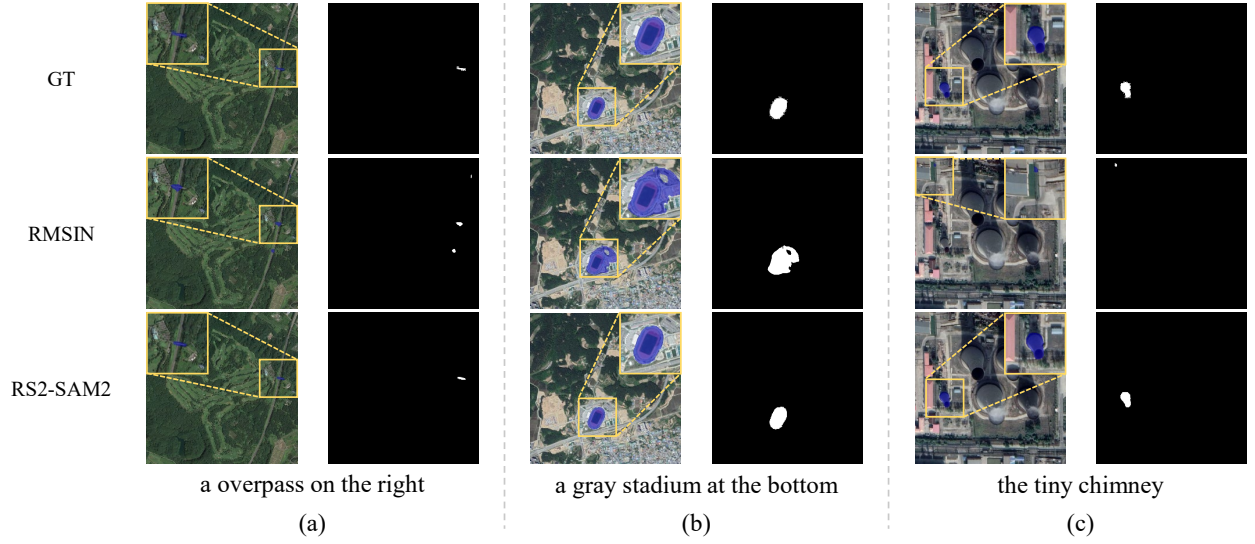 GT
RMSIN
RS2-SAM2
a overpass on the right
a gray stadium at the bottom
the tiny chimney
(a)
(b)
(c)